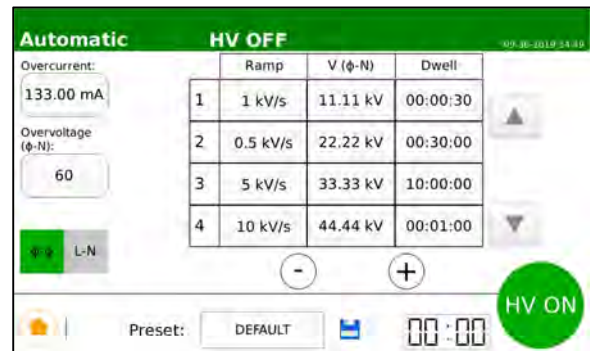 Automatic HV OFF 09-30-2019 14:49
Overcurrent:
133.00 mA
Overvoltage
(ϕ-N):
60
ϕ-ϕ L-N
Ramp V (ϕ-N) Dwell
1 1 kV/s 11.11 kV 00:00:30
2 0.5 kV/s 22.22 kV 00:30:00
3 5 kV/s 33.33 kV 10:00:00
4 10 kV/s 44.44 kV 00:01:00
- +
HV ON
Preset: DEFAULT 00:00